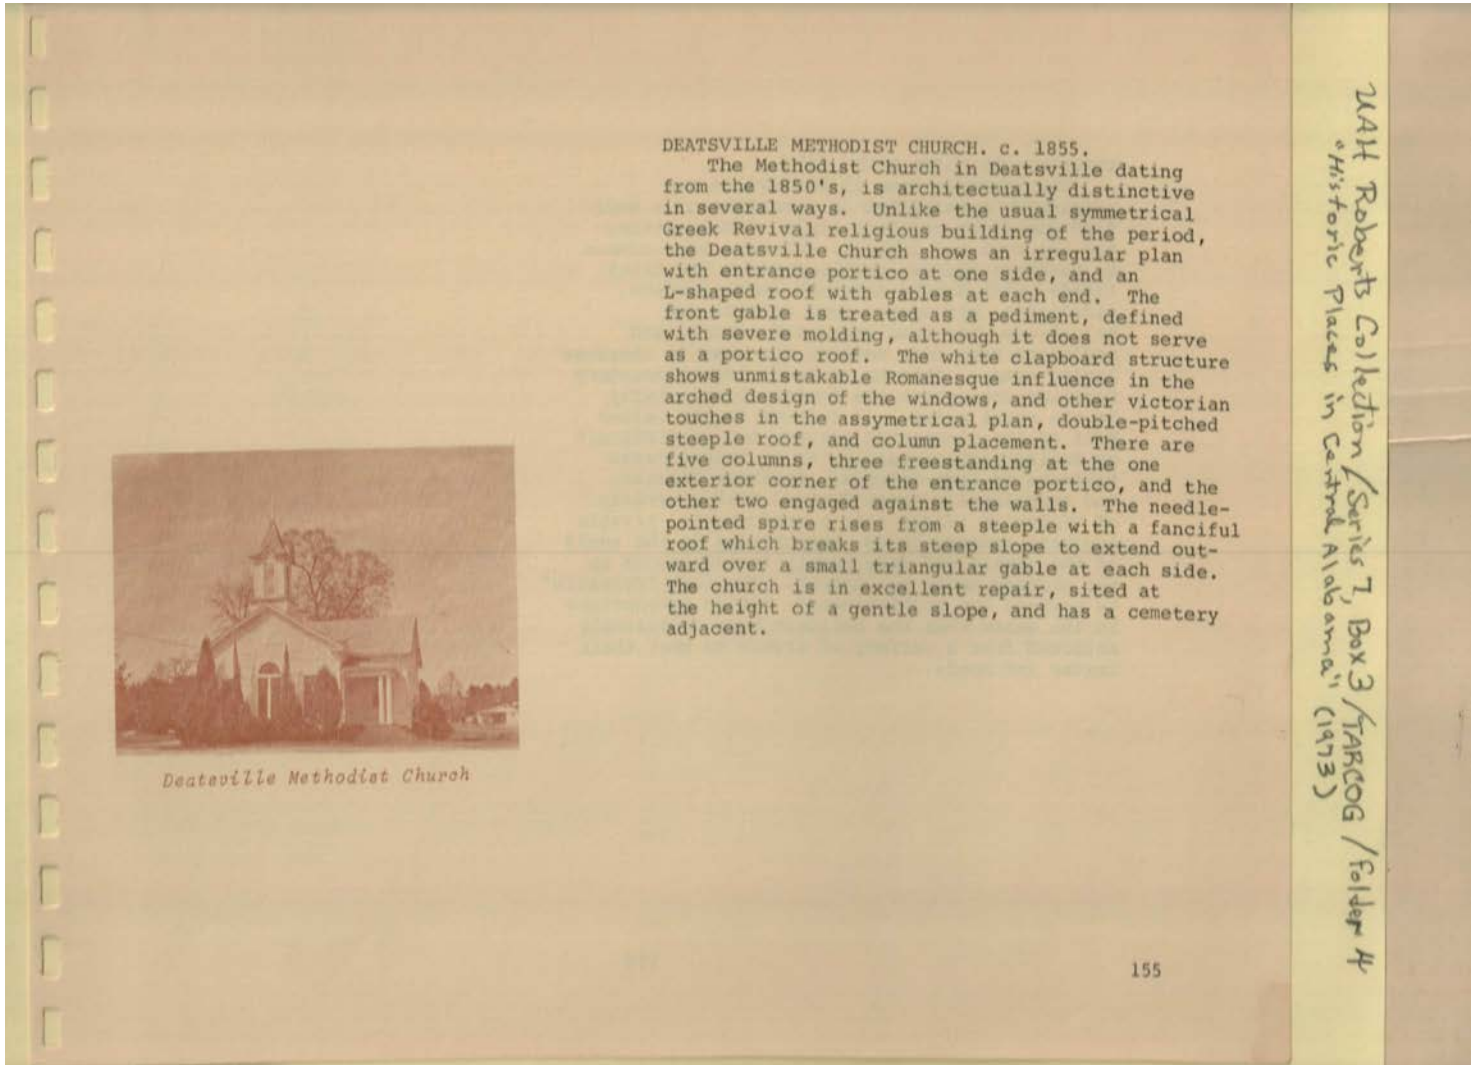 DEATSVILLE METHODIST CHURCH. c. 1855.
The Methodist Church in Deatsville dating
from the 1850's, is architectually distinctive
in several ways. Unlike the usual symmetrical
Greek Revival religious building of the period,
the Deatsville Church shows an irregular plan
with entrance portico at one side, and an
L-shaped roof with gables at each end. The
front gable is treated as a pediment, defined
with severe molding, although it does not serve
as a portico roof. The white clapboard structure
shows unmistakable Romanesque influence in the
arched design of the windows, and other victorian
touches in the assymetrical plan, double-pitched
steeple roof, and column placement. There are
five columns, three freestanding at the one
exterior corner of the entrance portico, and the
other two engaged against the walls. The needle-
pointed spire rises from a steeple with a fanciful
roof which breaks its steep slope to extend out-
ward over a small triangular gable at each side.
The church is in excellent repair, sited at
the height of a gentle slope, and has a cemetery
adjacent.
Deatsville Methodist Church
155
UAH Roberts Collection/Series 7, Box 3/TARCOG/Folder 4
"Historic Places in Central Alabama" (1973)